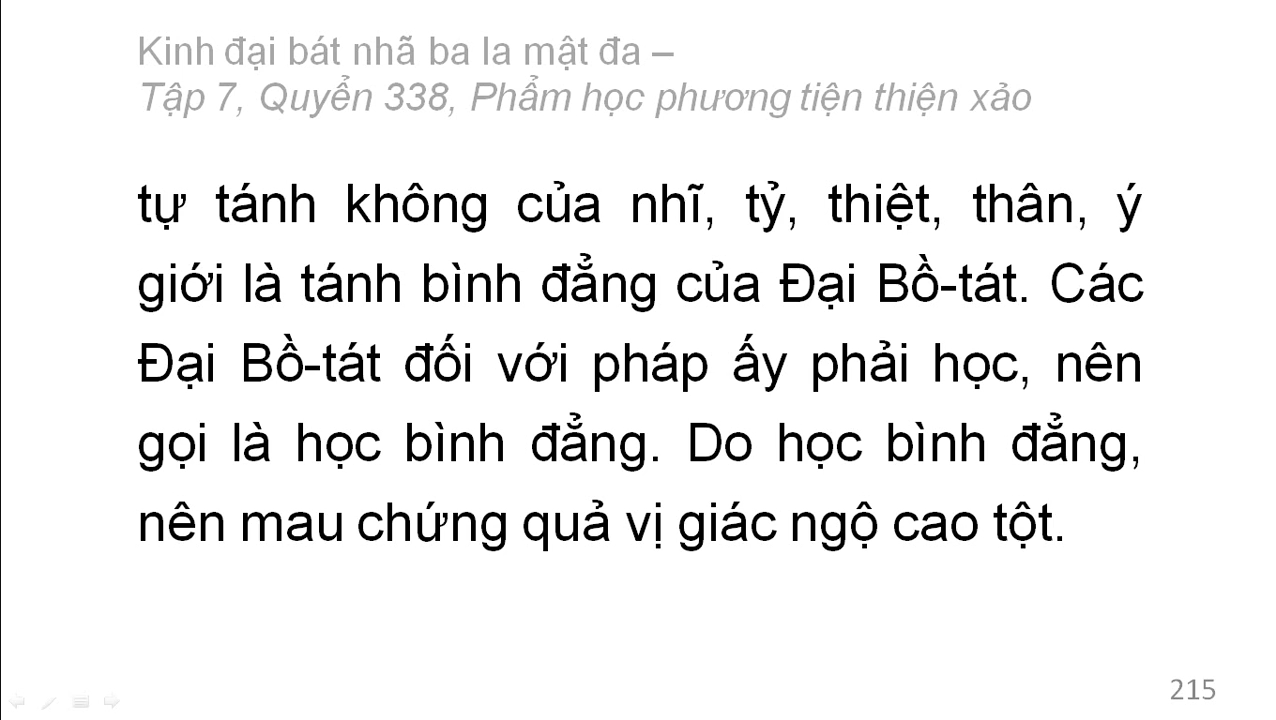 Kinh đại bát nhã ba la mật đa –
Tập 7, Quyển 338, Phẩm học phương tiện thiện xảo
tự tánh không của nhĩ, tỷ, thiệt, thân, ý
giới là tánh bình đẳng của Đại Bồ-tát. Các
Đại Bồ-tát đối với pháp ấy phải học, nên
gọi là học bình đẳng. Do học bình đẳng,
nên mau chứng quả vị giác ngộ cao tột.
215